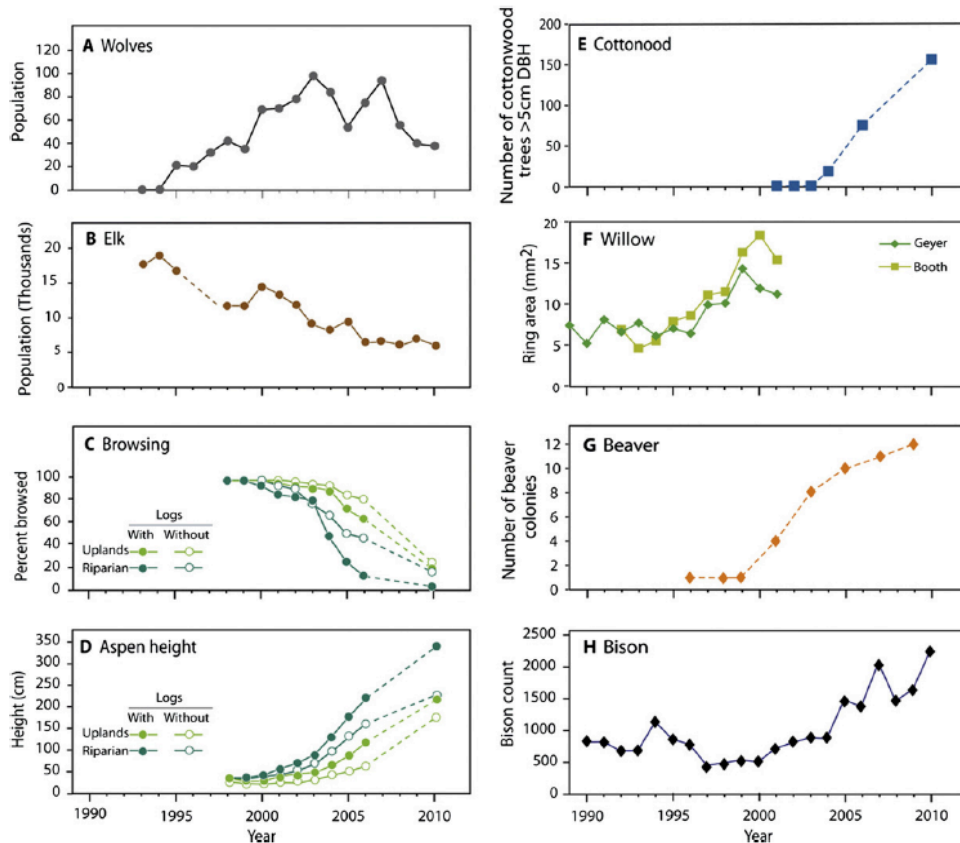 A Wolves
Population
120
100
80
60
40
20
0
1995
2000
2005
2010
B Elk
Population (Thousands)
20
15
10
5
0
C Browsing
Percent browsed
100
80
60
40
20
0
Logs
With Without
Uplands
Riparian
D Aspen height
Height (cm)
350
300
250
200
150
100
50
0
Logs
With Without
Uplands
Riparian
1990 1995 2000 2005 2010
Year
E Cottonood
Number of cottonwood
trees >5cm DBH
200
150
100
50
0
F Willow
Ring area (mm²)
20
15
10
5
0
Geyer
Booth
G Beaver
Number of beaver
colonies
12
10
8
6
4
2
0
H Bison
Bison count
2500
2000
1500
1000
500
0
1990 1995 2000 2005 2010
Year